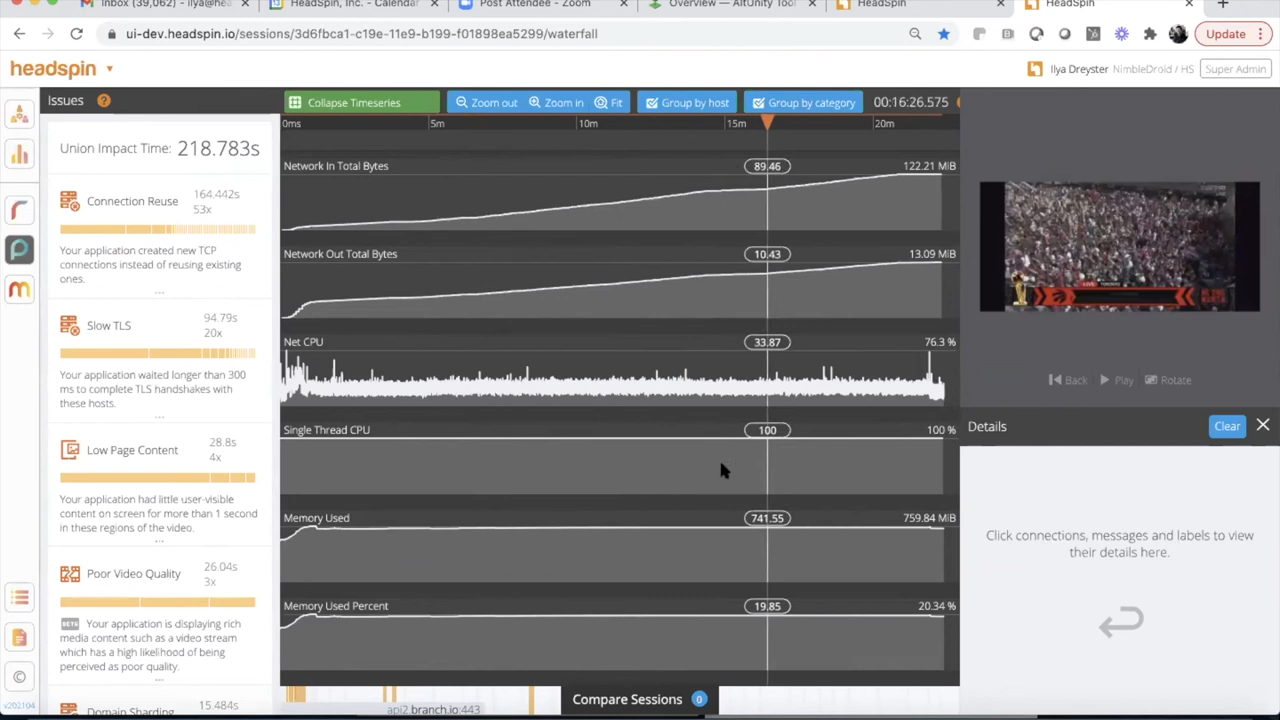 Inbox (39,062) - ilya@hea
HeadSpin, Inc. - Calendar
Post Attendee - Zoom
Overview — AltUnity Tool
HeadSpin
HeadSpin
ui-dev.headspin.io/sessions/3d6fbca1-c19e-11e9-b199-f01898ea5299/waterfall
Update
headspin
Ilya Dreyster NimbleDroid / HS
Super Admin
Issues
Collapse Timeseries
Zoom out
Zoom in
Fit
Group by host
Group by category
00:16:26.575
0ms
5m
10m
15m
20m
Union Impact Time: 218.783s
Connection Reuse
164.442s
53x
Your application created new TCP
connections instead of reusing existing
ones.
...
Slow TLS
94.79s
20x
Your application waited longer than 300
ms to complete TLS handshakes with
these hosts.
...
Low Page Content
28.8s
4x
Your application had little user-visible
content on screen for more than 1 second
in these regions of the video.
...
Poor Video Quality
26.04s
3x
BETA Your application is displaying rich
media content such as a video stream
which has a high likelihood of being
perceived as poor quality.
...
Domain Sharding
15.484s
v202104
Network In Total Bytes
89.46
122.21 MiB
Network Out Total Bytes
10.43
13.09 MiB
Net CPU
33.87
76.3 %
Single Thread CPU
100
100 %
Memory Used
741.55
759.84 MiB
Memory Used Percent
19.85
20.34 %
api2.branch.io:443
Compare Sessions 0
LIVE TORONTO
Back
Play
Rotate
Details
Clear
Click connections, messages and labels to view
their details here.